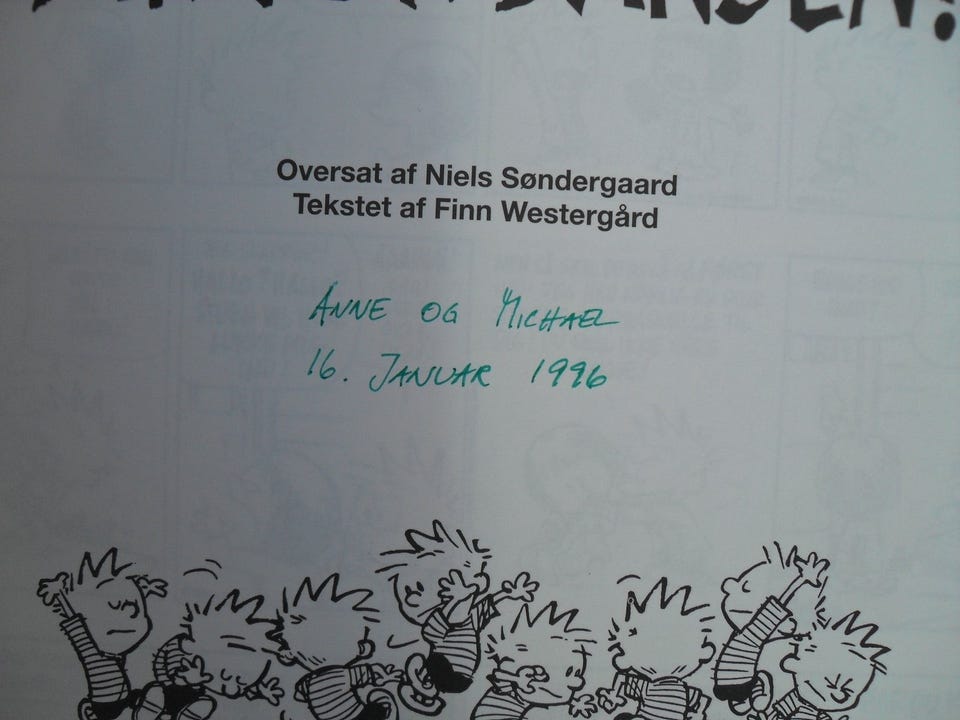 Oversat af Niels Søndergaard
Tekstet af Finn Westergård
ANNE OG MICHAEL
16. JANUAR 1996